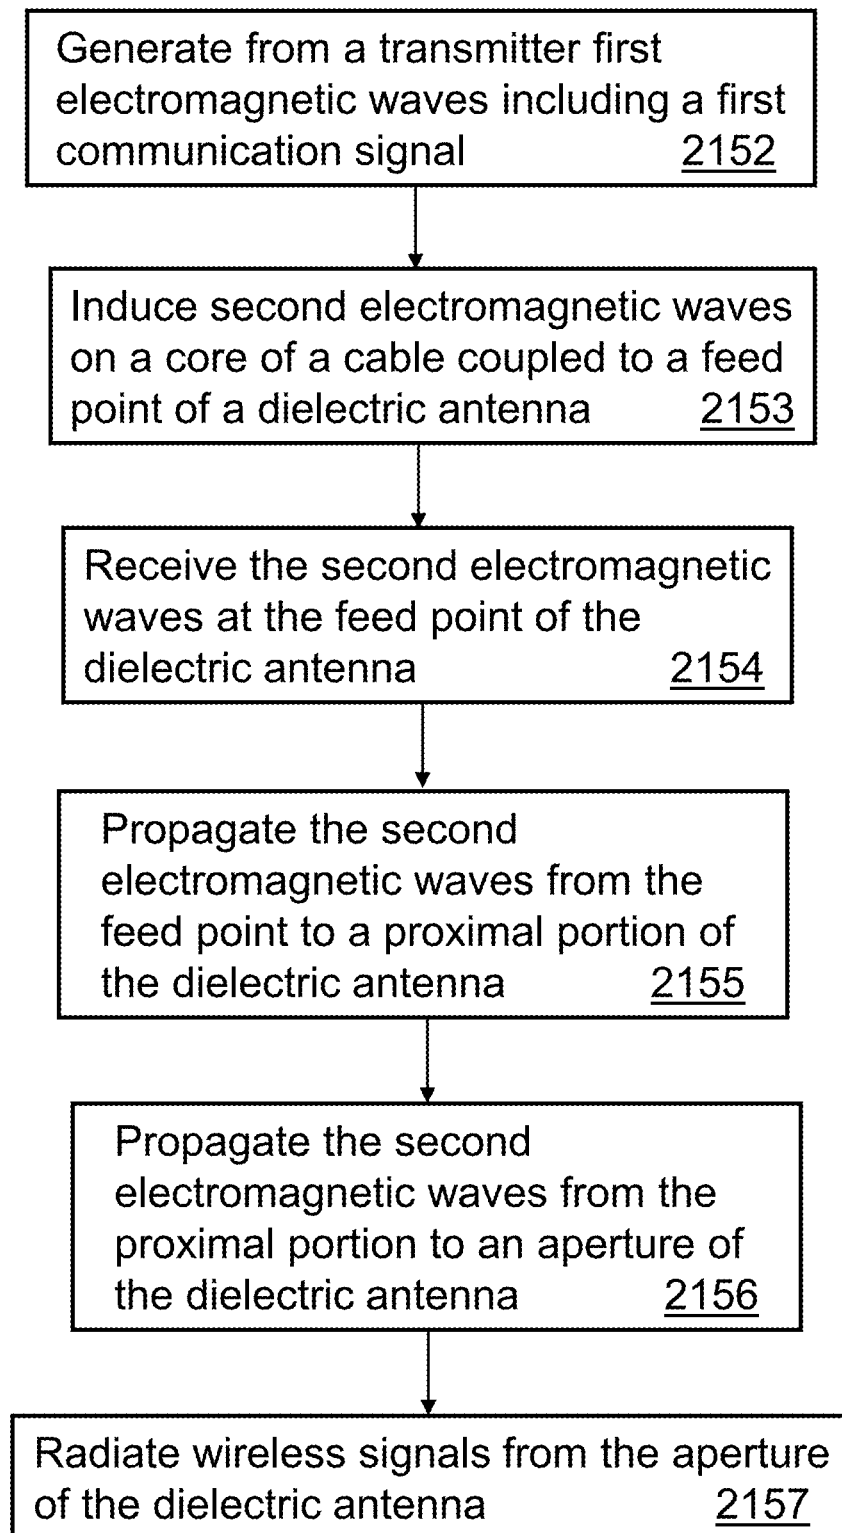 Generate from a transmitter first
electromagnetic waves including a first
communication signal 2152
Induce second electromagnetic waves
on a core of a cable coupled to a feed
point of a dielectric antenna 2153
Receive the second electromagnetic
waves at the feed point of the
dielectric antenna 2154
Propagate the second
electromagnetic waves from the
feed point to a proximal portion of
the dielectric antenna 2155
Propagate the second
electromagnetic waves from the
proximal portion to an aperture of
the dielectric antenna 2156
Radiate wireless signals from the aperture
of the dielectric antenna 2157